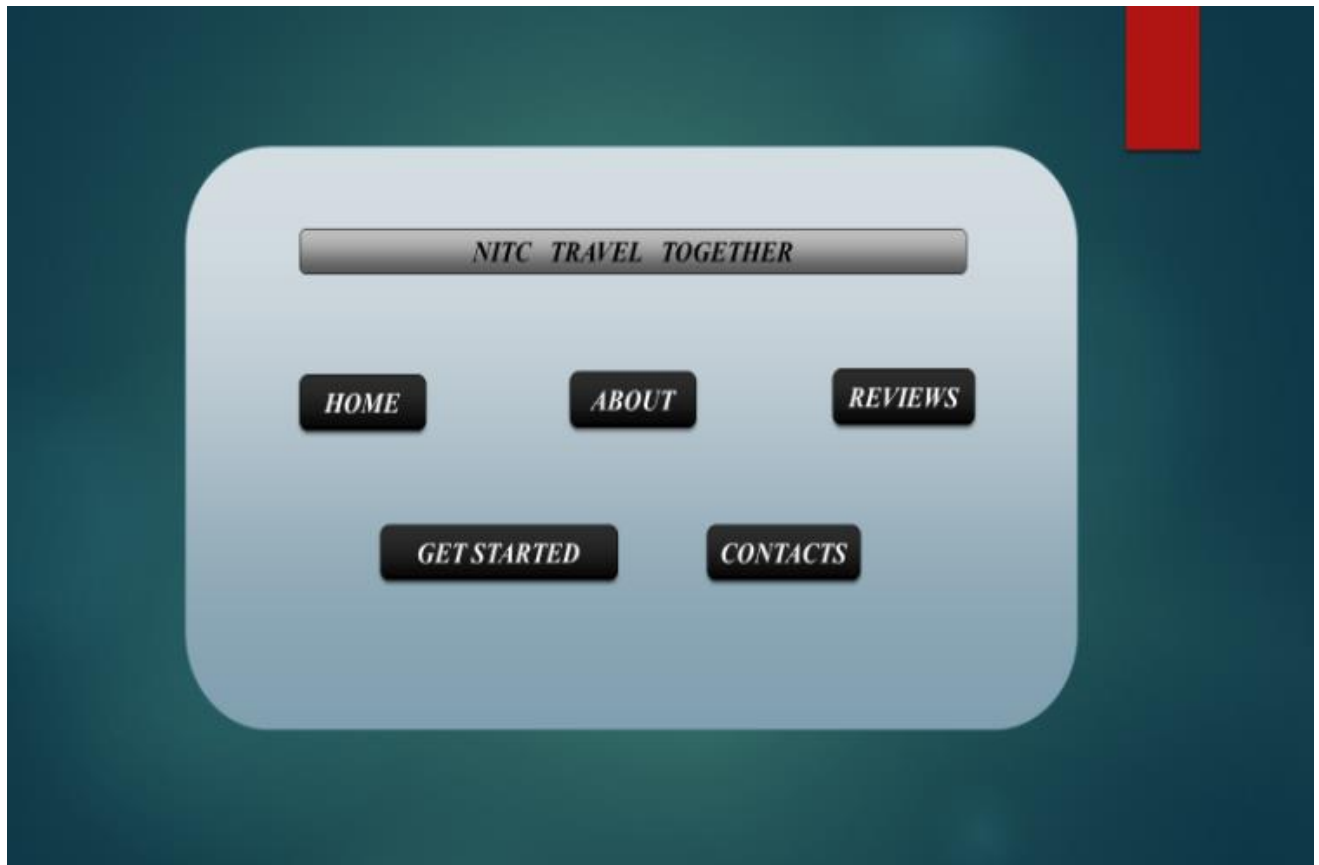 NITC TRAVEL TOGETHER
HOME
ABOUT
REVIEWS
GET STARTED
CONTACTS